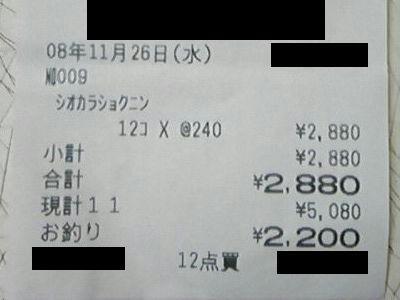 08年11月26日(水)
№009
シオカラショクニン
12コ X @240 ¥2,880
小計 ¥2,880
合計 ¥2,880
現計11 ¥5,080
お釣り ¥2,200
12点買